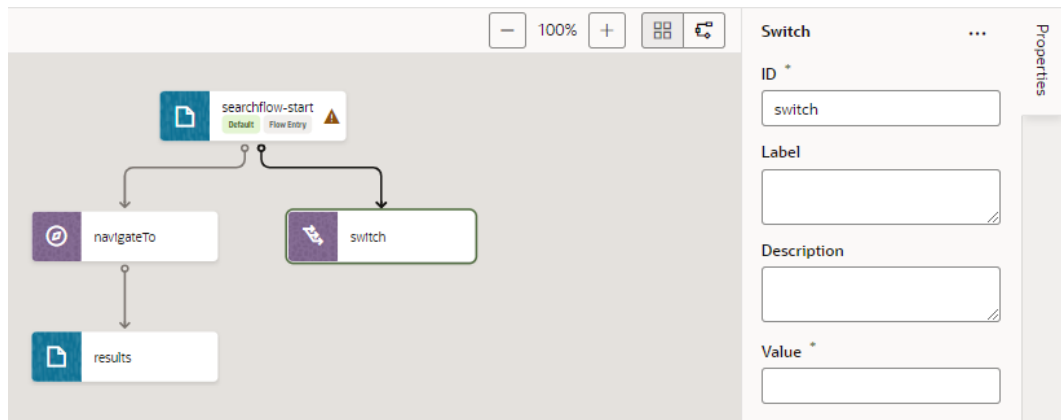 100%
searchflow-start
Default Flow Entry
navigateTo
switch
results
Switch
ID *
switch
Label
Description
Value *
Properties